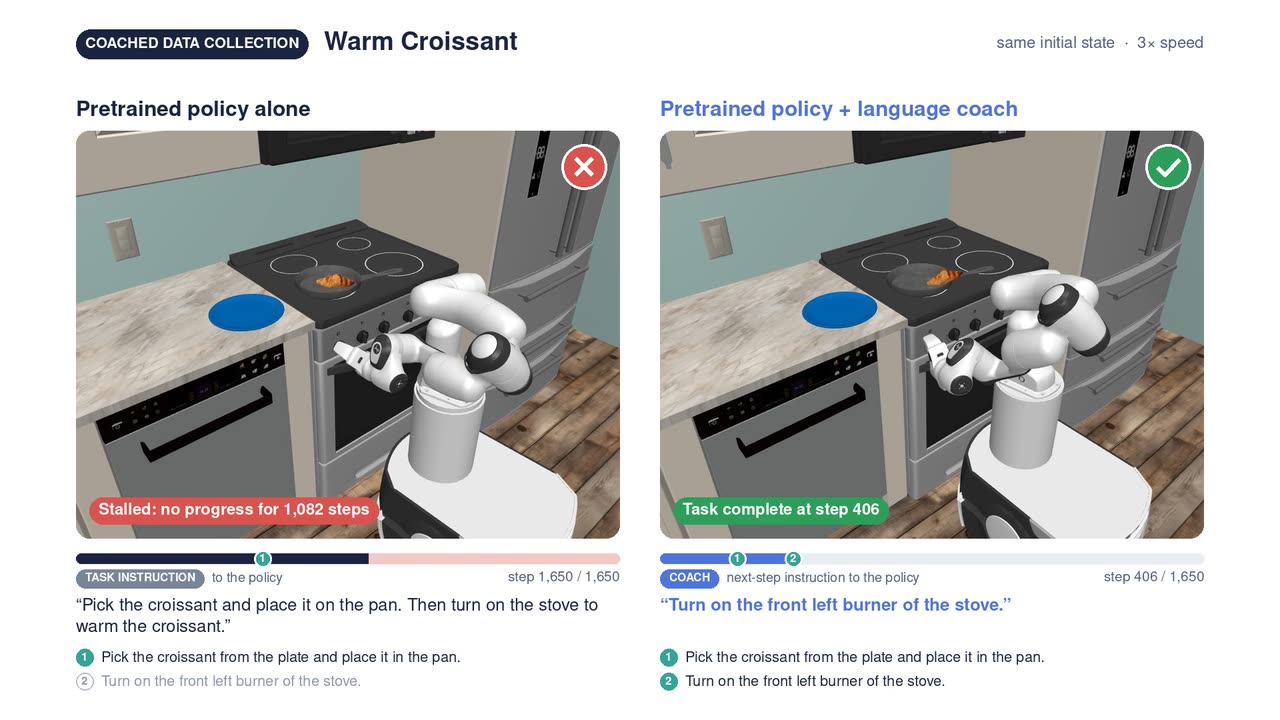 COACHED DATA COLLECTION Warm Croissant
same initial state · 3× speed
Pretrained policy alone
Stalled: no progress for 1,082 steps
1
TASK INSTRUCTION to the policy
step 1,650 / 1,650
“Pick the croissant and place it on the pan. Then turn on the stove to
warm the croissant.”
1 Pick the croissant from the plate and place it in the pan.
2 Turn on the front left burner of the stove.
Pretrained policy + language coach
Task complete at step 406
1 2
COACH next-step instruction to the policy
step 406 / 1,650
“Turn on the front left burner of the stove.”
1 Pick the croissant from the plate and place it in the pan.
2 Turn on the front left burner of the stove.